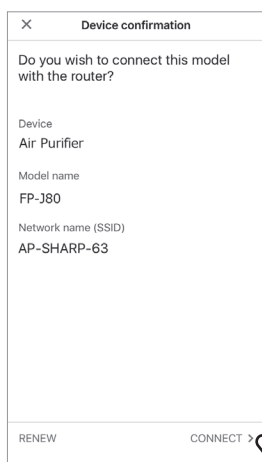 Device confirmation
Do you wish to connect this model
with the router?
Device
Air Purifier
Model name
FP-J80
Network name (SSID)
AP-SHARP-63
RENEW
CONNECT >